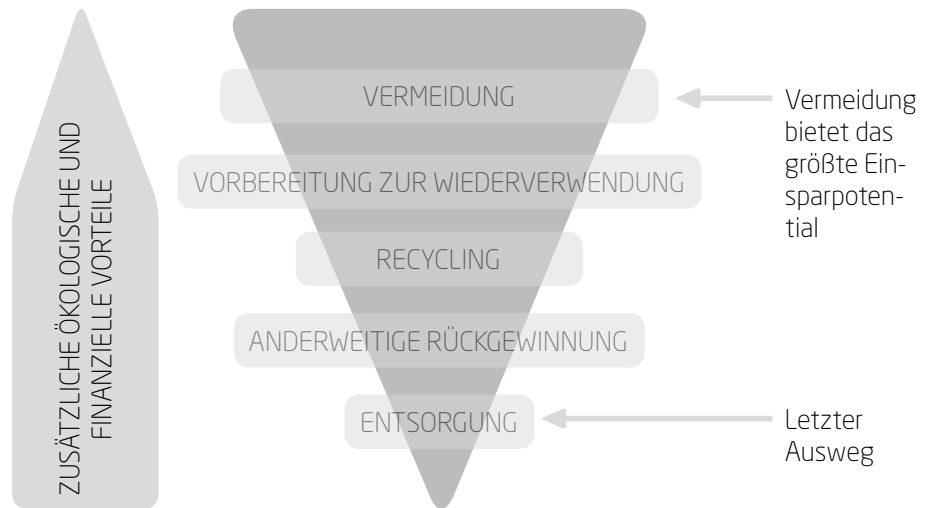 ZUSÄTZLICHE ÖKOLOGISCHE UND
FINANZIELLE VORTEILE
VERMEIDUNG
VORBEREITUNG ZUR WIEDERVERWENDUNG
RECYCLING
ANDERWEITIGE RÜCKGEWINNUNG
ENTSORGUNG
Vermeidung
bietet das
größte Ein-
sparpoten-
tial
Letzter
Ausweg